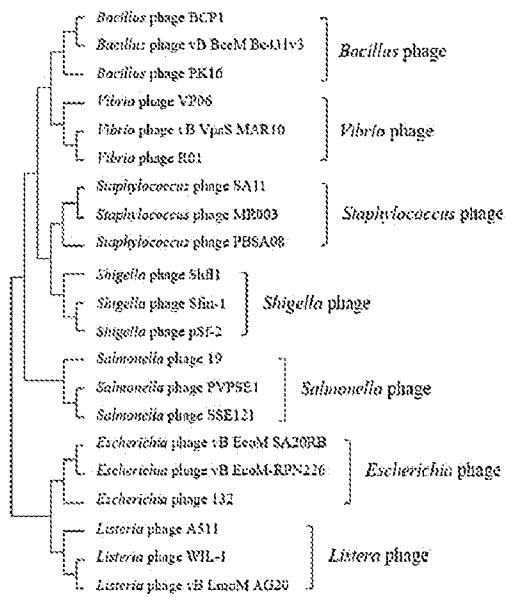 Bacillus phage BCP1
Bacillus phage vB BceM Bc431v3
Bacillus phage PK16
Bacillus phage
Vibrio phage VP06
Vibrio phage vB VpaS MAR10
Vibrio phage R01
Vibrio phage
Staphylococcus phage SA11
Staphylococcus phage MR003
Staphylococcus phage PBSA08
Staphylococcus phage
Shigella phage Shfl1
Shigella phage Sfin-1
Shigella phage pSf-2
Shigella phage
Salmonella phage 19
Salmonella phage PVPSE1
Salmonella phage SSE121
Salmonella phage
Escherichia phage vB EcoM SA20RB
Escherichia phage vB EcoM-RPN226
Escherichia phage 132
Escherichia phage
Listeria phage A511
Listeria phage WIL-1
Listeria phage vB LmoM AG20
Listera phage